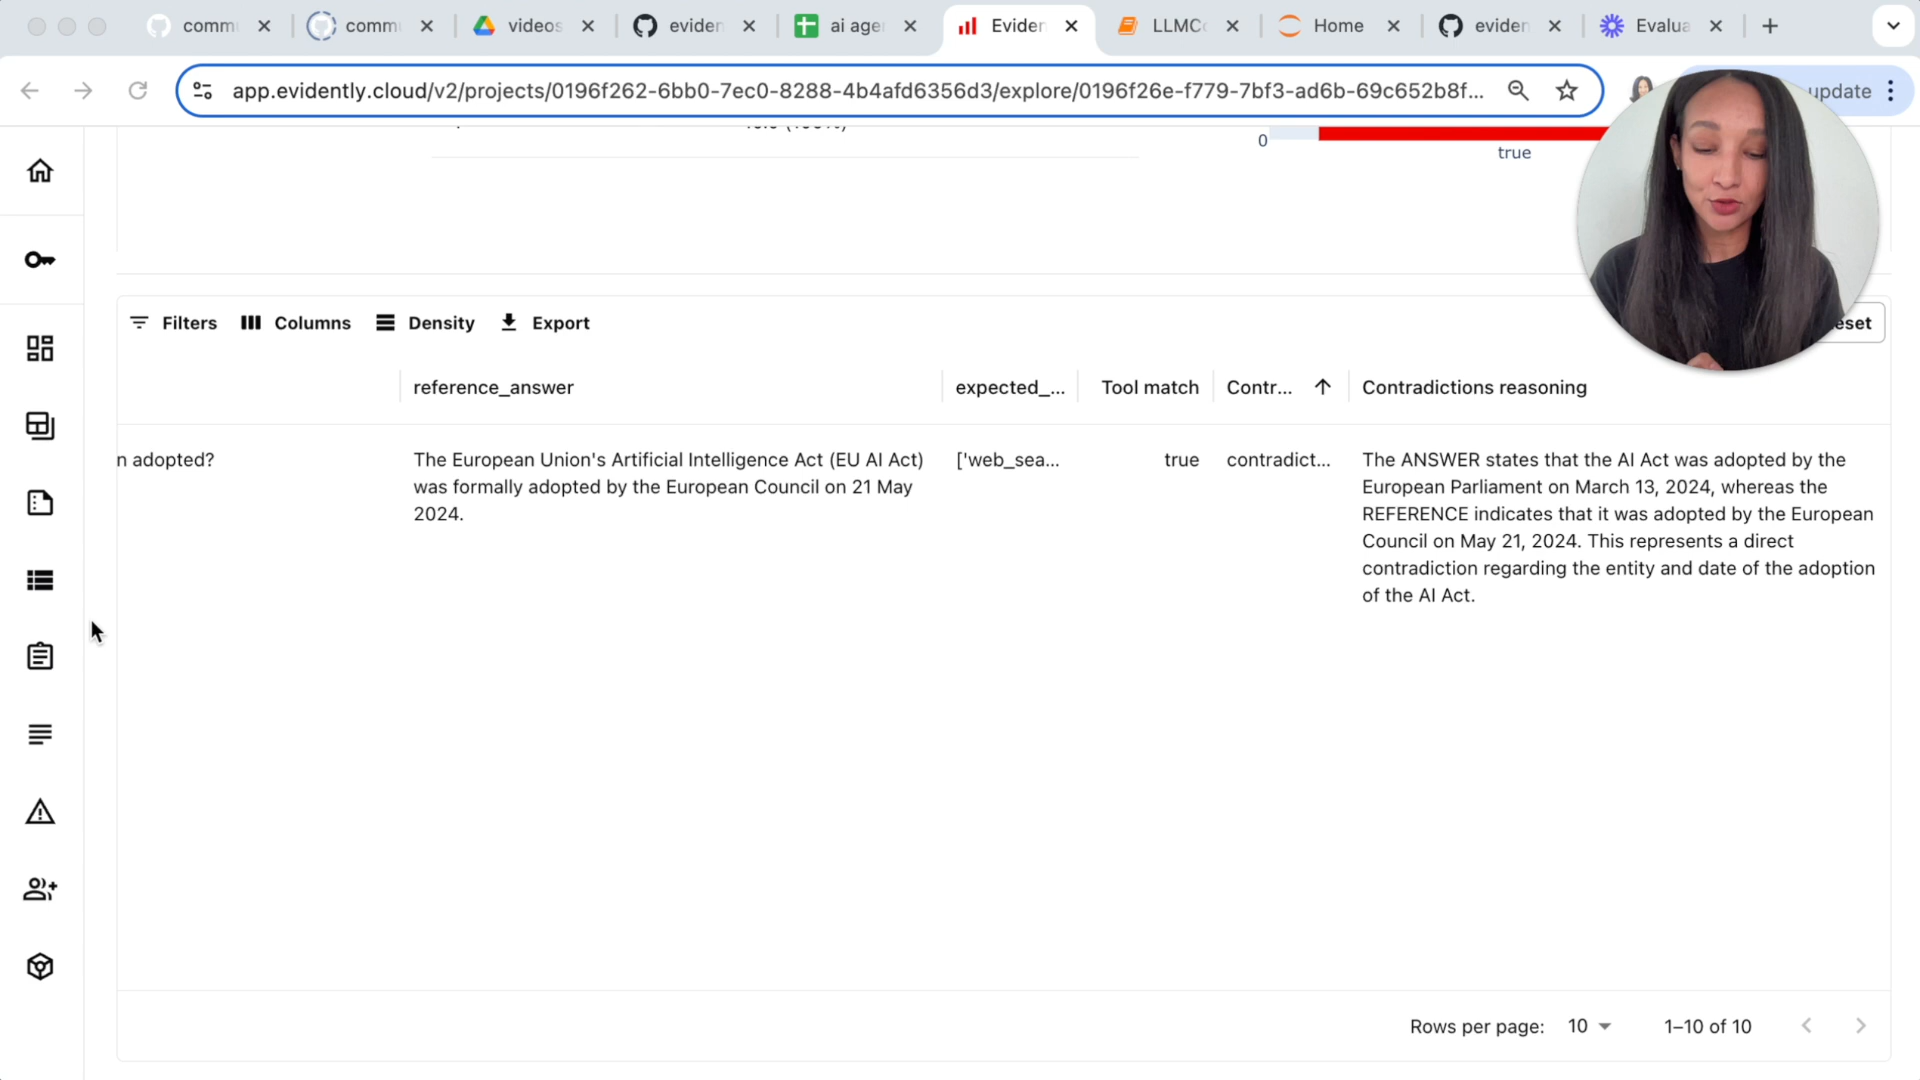 comm
comm
videos
eviden
ai age
Eviden
LLMC
Home
eviden
Evalua
app.evidently.cloud/v2/projects/0196f262-6bb0-7ec0-8288-4b4afd6356d3/explore/0196f26e-f779-7bf3-ad6b-69c652b8f...
update
0
true
Filters
Columns
Density
Export
eset
reference_answer
expected_...
Tool match
Contr...
Contradictions reasoning
n adopted?
The European Union's Artificial Intelligence Act (EU AI Act)
was formally adopted by the European Council on 21 May
2024.
['web_sea...
true
contradict...
The ANSWER states that the AI Act was adopted by the
European Parliament on March 13, 2024, whereas the
REFERENCE indicates that it was adopted by the European
Council on May 21, 2024. This represents a direct
contradiction regarding the entity and date of the adoption
of the AI Act.
Rows per page: 10
1–10 of 10